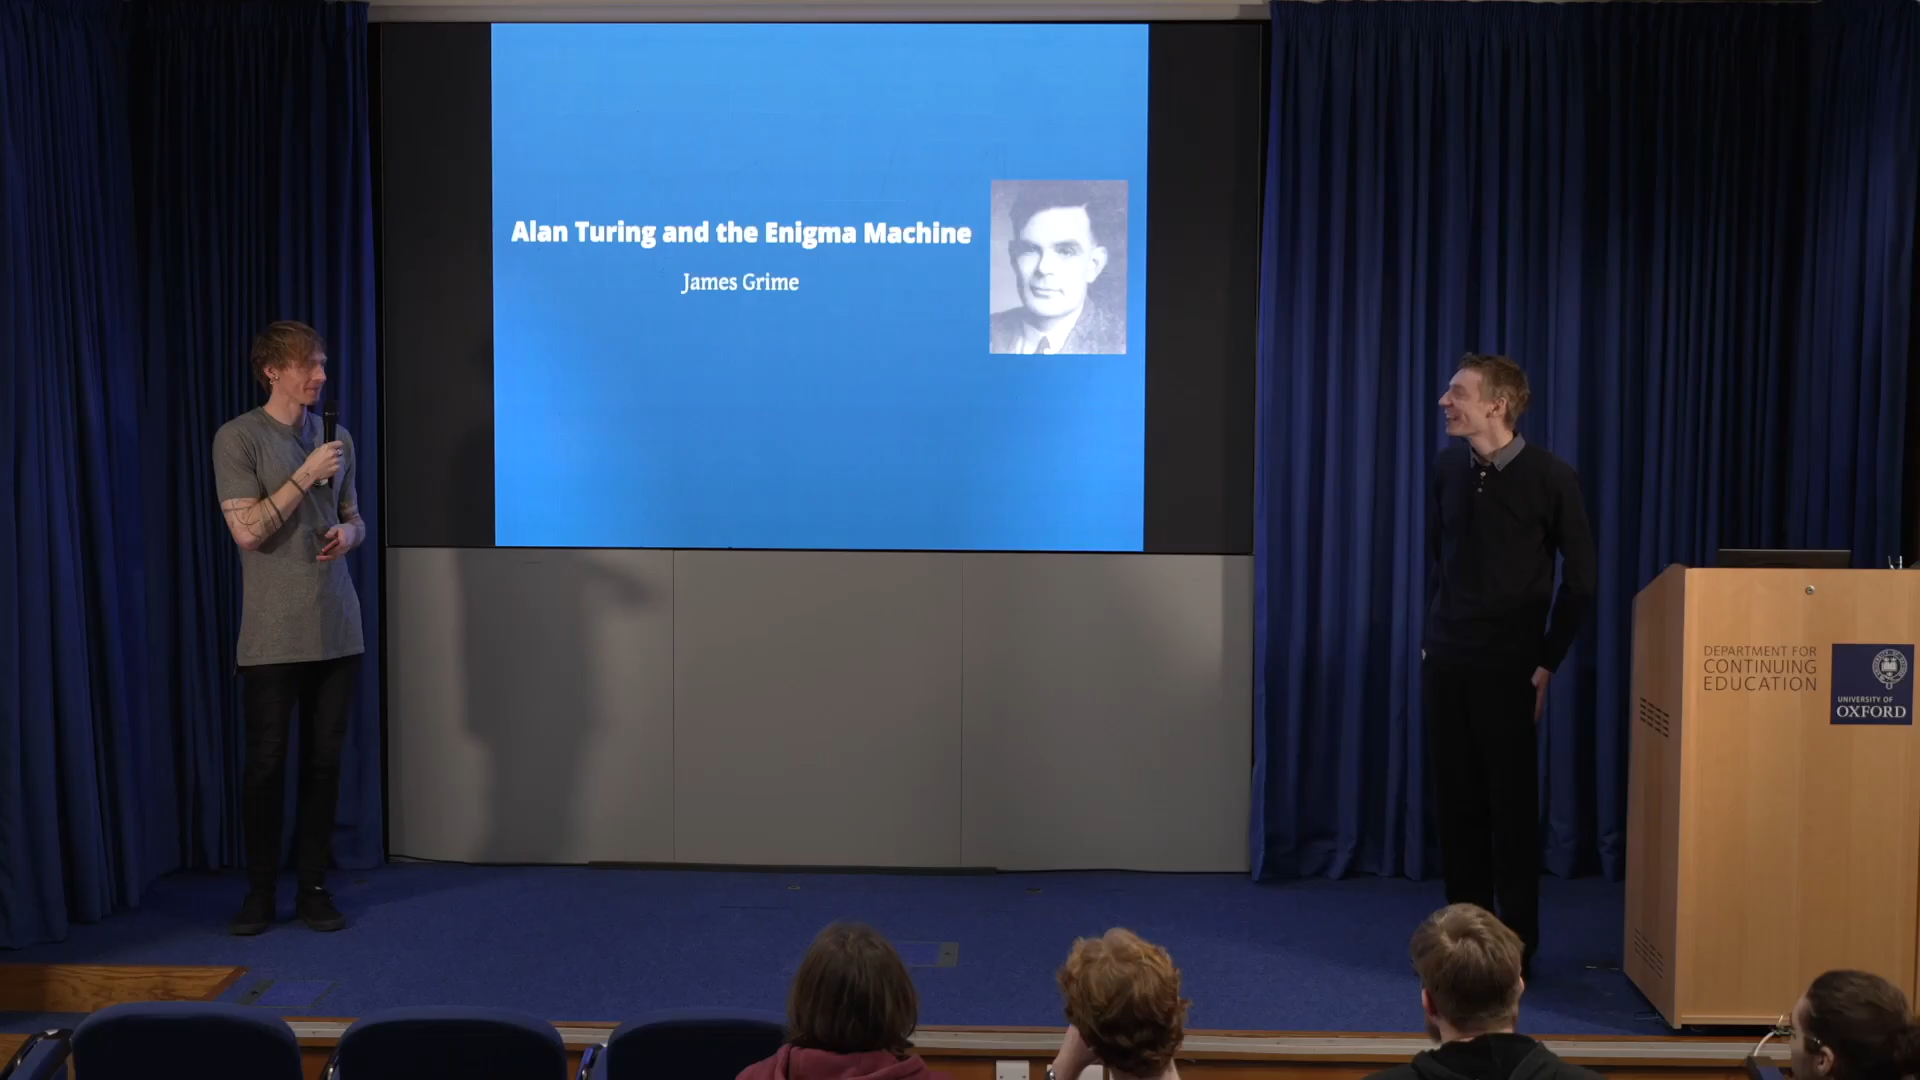 Alan Turing and the Enigma Machine
James Grime
DEPARTMENT FOR
CONTINUING
EDUCATION
UNIVERSITY OF
OXFORD